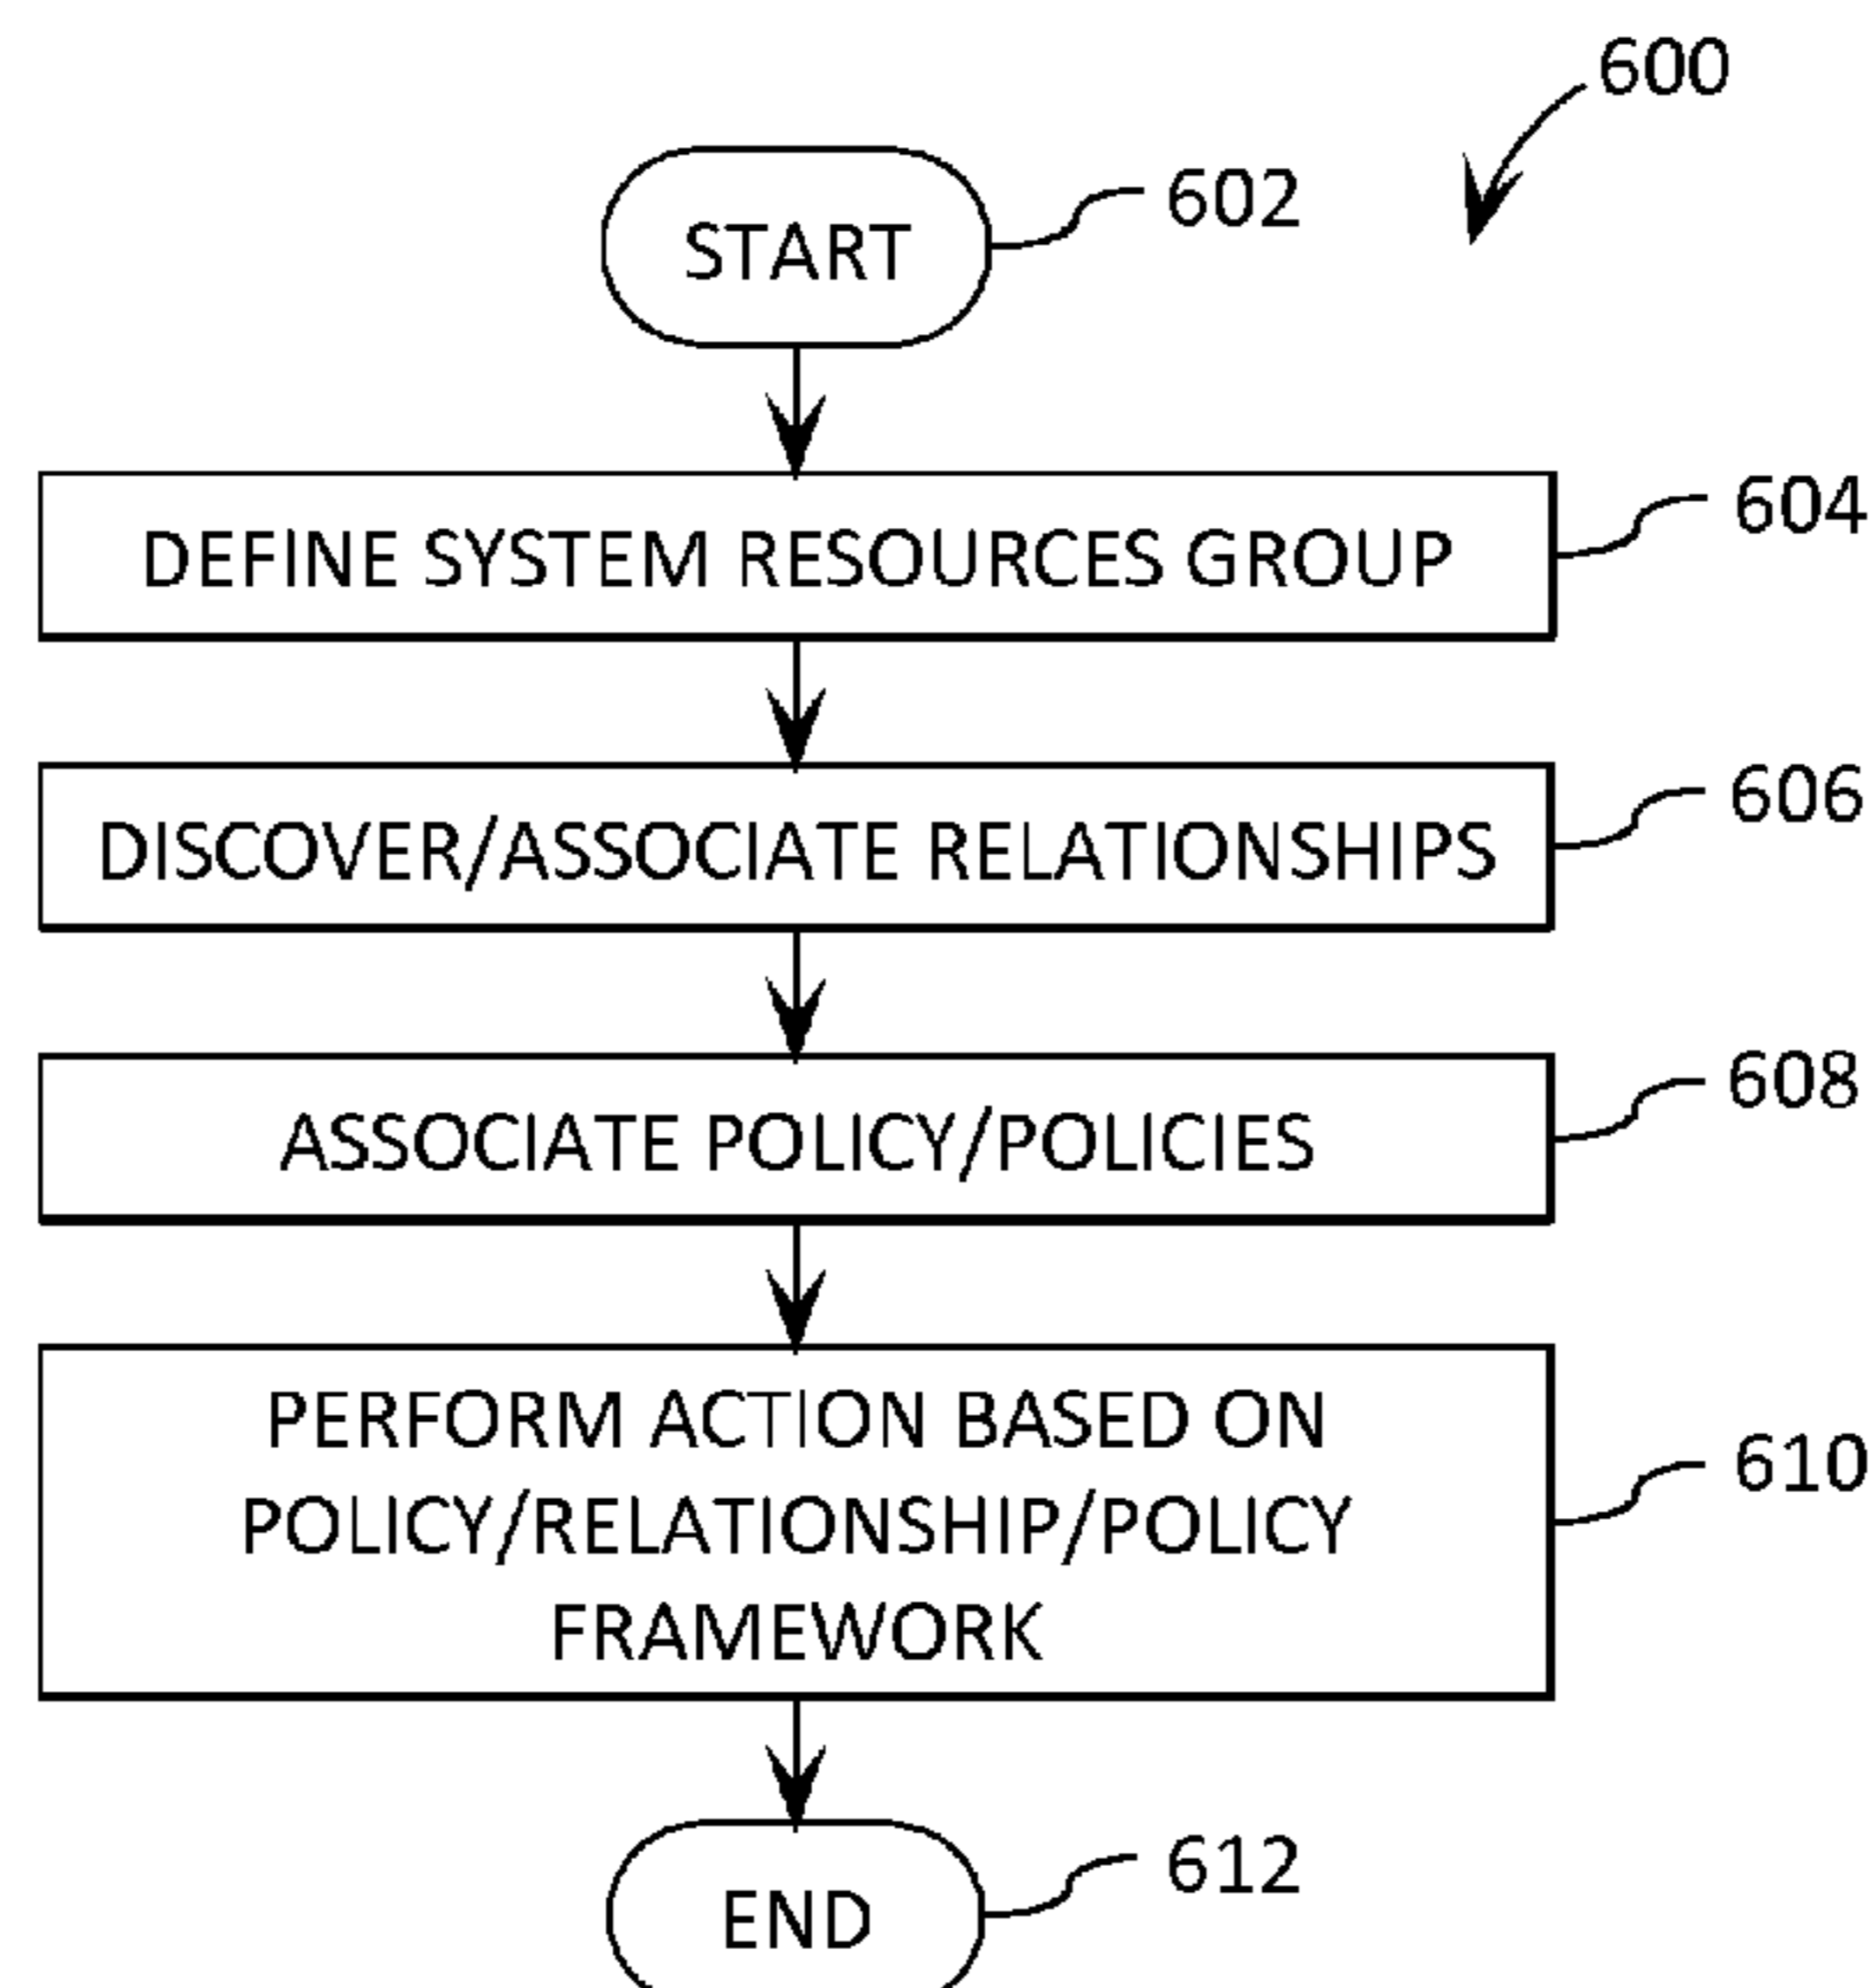 600
START
602
DEFINE SYSTEM RESOURCES GROUP
604
DISCOVER/ASSOCIATE RELATIONSHIPS
606
ASSOCIATE POLICY/POLICIES
608
PERFORM ACTION BASED ON
POLICY/RELATIONSHIP/POLICY
FRAMEWORK
610
END
612